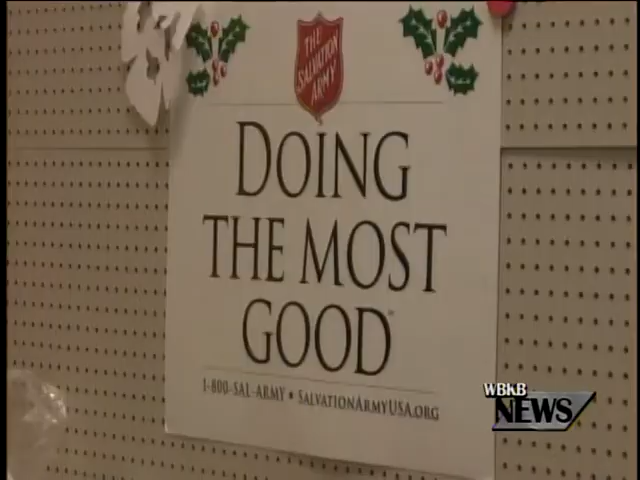 THE
SALVATION
ARMY
DOING
THE MOST
GOOD®
1-800-SAL-ARMY • SALVATIONARMYUSA.ORG
WBKB
NEWS